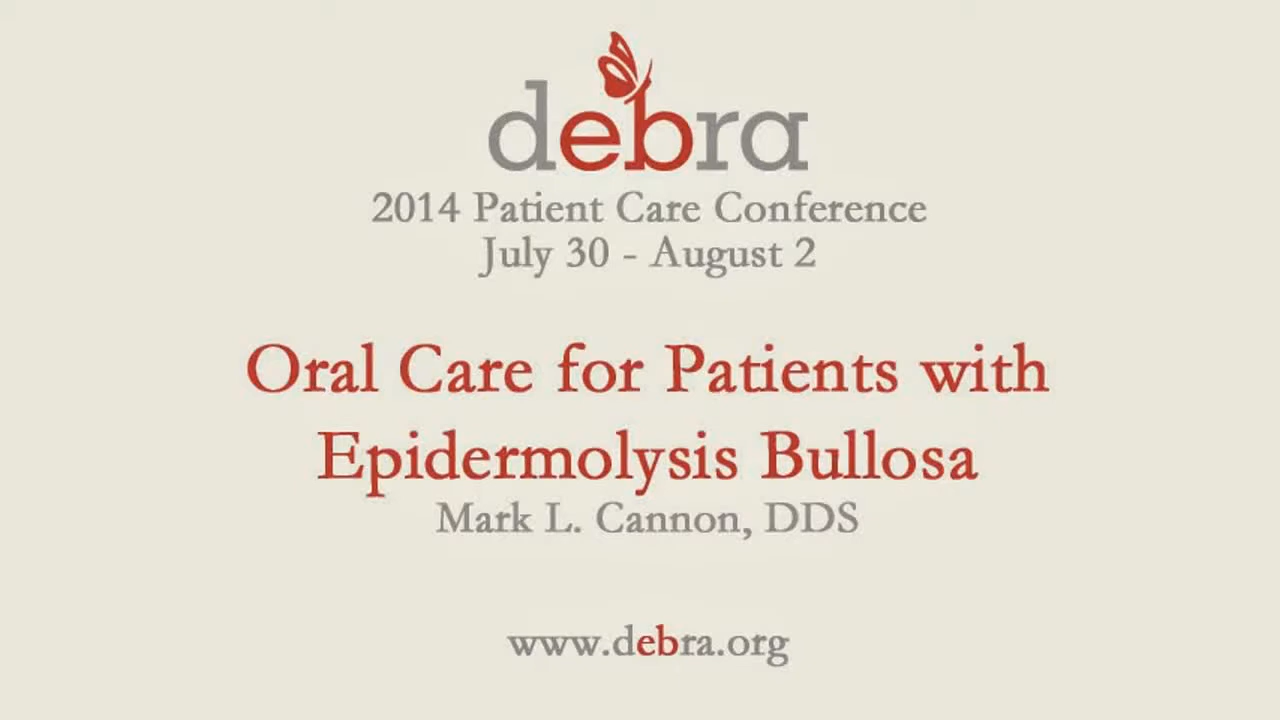 debra
2014 Patient Care Conference
July 30 - August 2
Oral Care for Patients with
Epidermolysis Bullosa
Mark L. Cannon, DDS
www.debra.org